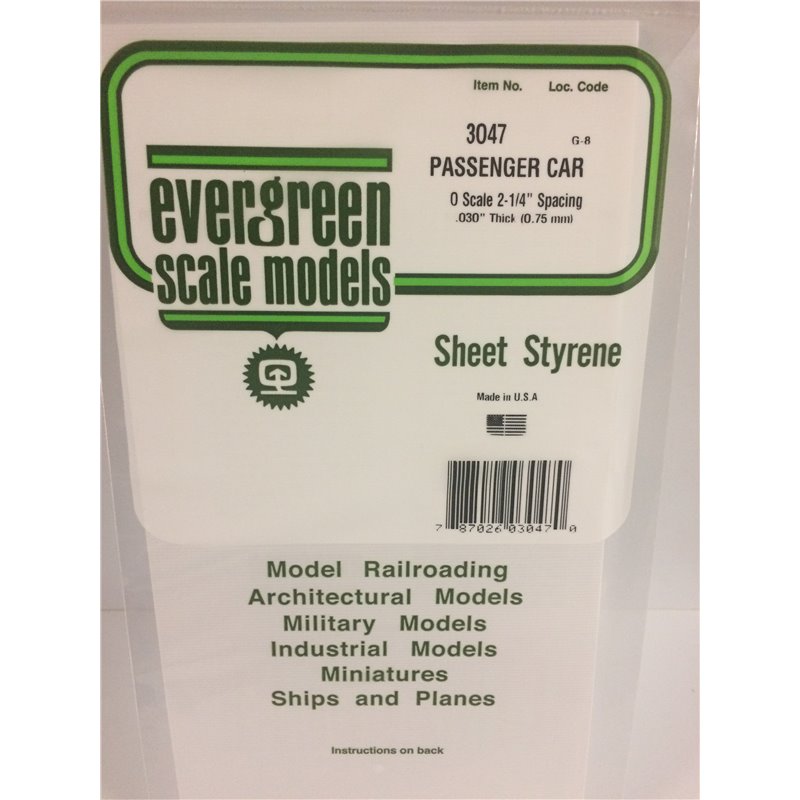 Item No. Loc. Code
3047 G-8
PASSENGER CAR
O Scale 2-1/4" Spacing
.030" Thick (0.75 mm)
evergreen
scale models
Sheet Styrene
Made in U.S.A
7 87026 03047 0
Model Railroading
Architectural Models
Military Models
Industrial Models
Miniatures
Ships and Planes
Instructions on back